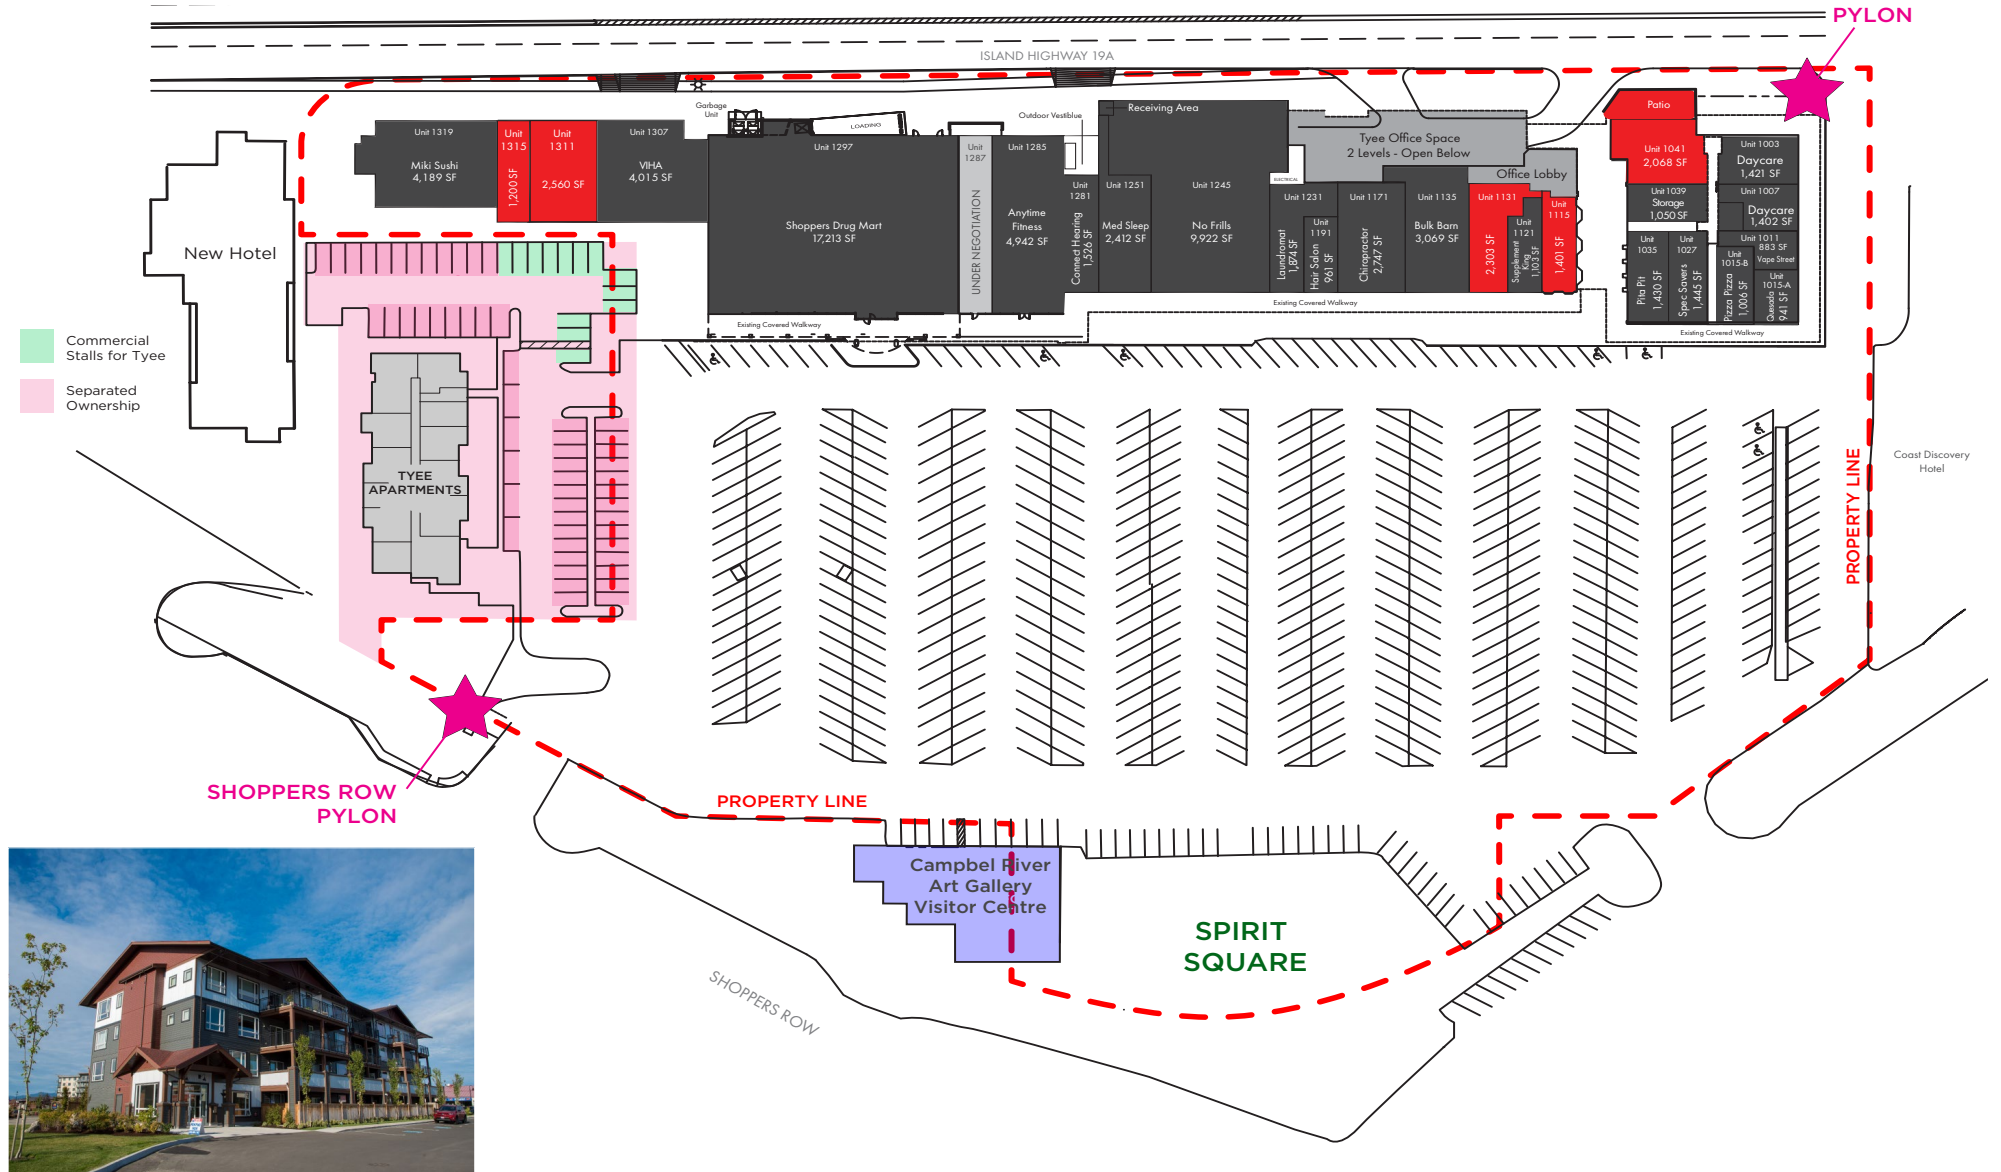 PYLON
ISLAND HIGHWAY 19A
Garbage
Unit
LOADING
Outdoor Vestiblue
Receiving Area
Tyee Office Space
2 Levels - Open Below
Office Lobby
ELECTRICAL
Patio
Unit 1319
Miki Sushi
4,189 SF
Unit
1315
1,200 SF
Unit
1311
2,560 SF
Unit 1307
VIHA
4,015 SF
Unit 1297
Shoppers Drug Mart
17,213 SF
Unit
1287
UNDER NEGOTIATION
Unit 1285
Anytime
Fitness
4,942 SF
Unit
1281
Connect Hearing
1,526 SF
Unit 1251
Med Sleep
2,412 SF
Unit 1245
No Frills
9,922 SF
Unit 1231
Laundromat
1,874 SF
Unit
1191
Hair Salon
961 SF
Unit 1171
Chiropractor
2,747 SF
Unit 1135
Bulk Barn
3,069 SF
Unit 1131
2,303 SF
Unit
1121
Supplement
King
1,103 SF
Unit
1115
1,401 SF
Unit 1041
2,068 SF
Unit 1039
Storage
1,050 SF
Unit
1035
Pita Pit
1,430 SF
Unit
1027
Spec Savers
1,445 SF
Unit 1003
Daycare
1,421 SF
Unit 1007
Daycare
1,402 SF
Unit 1011
883 SF
Vape Street
Unit
1015-B
Pizza Pizza
1,006 SF
Unit
1015-A
Quesada
941 SF
Existing Covered Walkway
Existing Covered Walkway
Existing Covered Walkway
New Hotel
Commercial
Stalls for Tyee
Separated
Ownership
TYEE
APARTMENTS
PROPERTY LINE
Coast Discovery
Hotel
SHOPPERS ROW
PYLON
PROPERTY LINE
Campbel River
Art Gallery
Visitor Centre
SPIRIT
SQUARE
SHOPPERS ROW